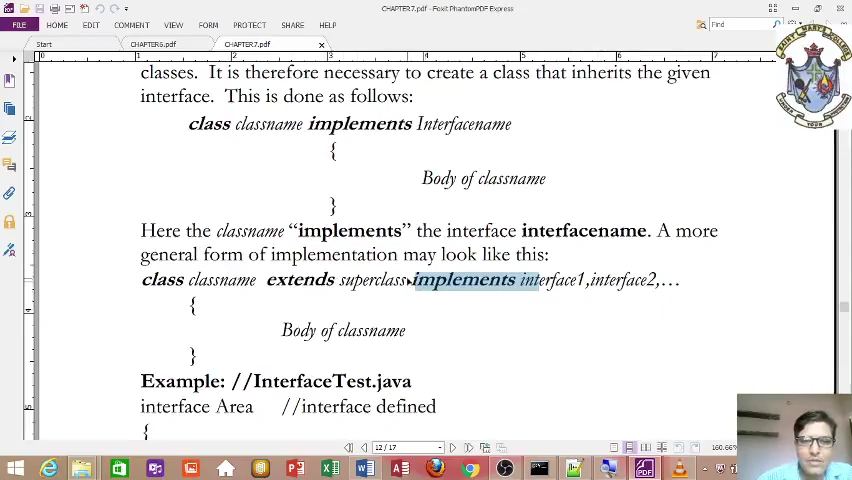 CHAPTER7.pdf - Foxit PhantomPDF Express
FILE HOME COMMENT VIEW FORM PROTECT SHARE HELP
Find
Start CHAPTER6.pdf CHAPTER7.pdf
classes. It is therefore necessary to create a class that inherits the given
interface. This is done as follows:
class classname implements Interfacename
{
Body of classname
}
Here the classname “implements” the interface interfacename. A more
general form of implementation may look like this:
class classname extends superclass implements interface1,interface2,…
{
Body of classname
}
Example: //InterfaceTest.java
interface Area //interface defined
{
12 / 17
160.66%